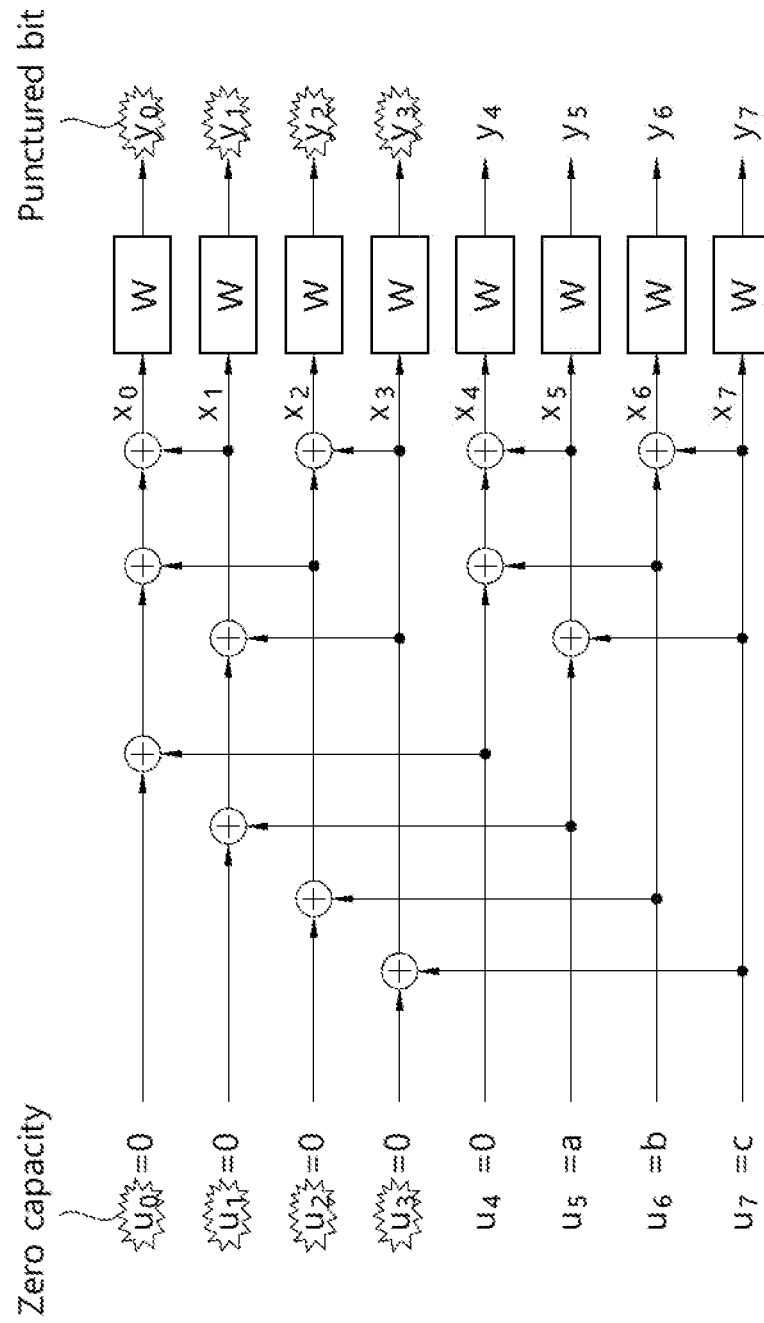 Zero capacity
Punctured bit
u0 =0
x0
W
y0
u1 =0
x1
W
y1
u2 =0
x2
W
y2
u3 =0
x3
W
y3
u4 =0
x4
W
y4
u5 =a
x5
W
y5
u6 =b
x6
W
y6
u7 =c
x7
W
y7